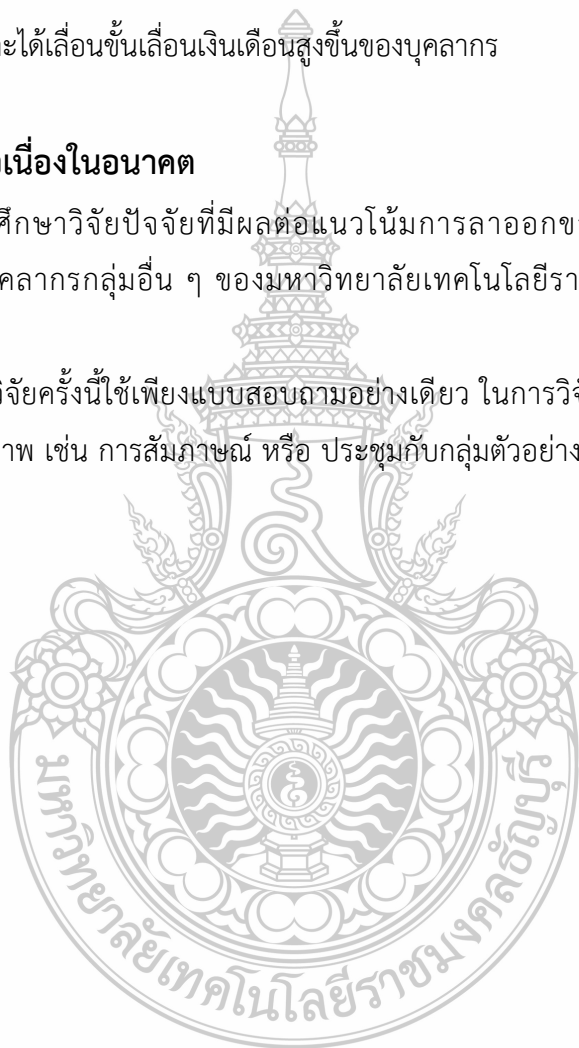 ะได้เลื่อนขั้นเลื่อนเงินเดือนสูงขึ้นของบุคลากร
เนื่องในอนาคต
ศึกษาวิจัยปัจจัยที่มีผลต่อแนวโน้มการลาออกข
คลากรกลุ่มอื่น ๆ ของมหาวิทยาลัยเทคโนโลยีรา
วิจัยครั้งนี้ใช้เพียงแบบสอบถามอย่างเดียว ในการวิจั
าพ เช่น การสัมภาษณ์ หรือ ประชุมกับกลุ่มตัวอย่าง
มหาวิทยาลัยเทคโนโลยีราชมงคลธัญบุรี